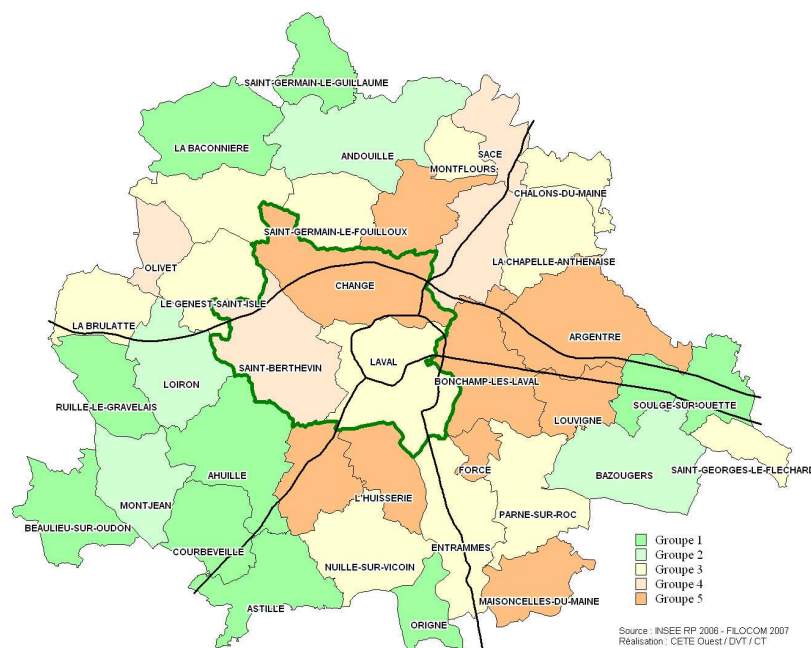 SAINT-GERMAIN-LE-GUILLAUME
LA BACONNIERE
ANDOUILLE
SACE
MONTFLOURS
CHALONS-DU-MAINE
SAINT-GERMAIN-LE-FOUILLOUX
LA CHAPELLE-ANTHENAISE
OLIVET
CHANGE
LE GENEST-SAINT-ISLE
LA BRULATTE
ARGENTRE
LAVAL
SAINT-BERTHEVIN
LOIRON
BONCHAMP-LES-LAVAL
RUILLE-LE-GRAVELAIS
SOULGE-SUR-OUETTE
LOUVIGNE
FORCE
SAINT-GEORGES-LE-FLECHARD
AHUILLE
BAZOUGERS
L'HUISSERIE
MONTJEAN
PARNE-SUR-ROC
BEAULIEU-SUR-OUDON
COURBEVEILLE
ENTRAMMES
NUILLE-SUR-VICOIN
MAISONCELLES-DU-MAINE
ASTILLE
ORIGNE
Groupe 1
Groupe 2
Groupe 3
Groupe 4
Groupe 5
Source : INSEE RP 2006 - FILOCOM 2007
Réalisation : CETE Ouest / DVT / CT